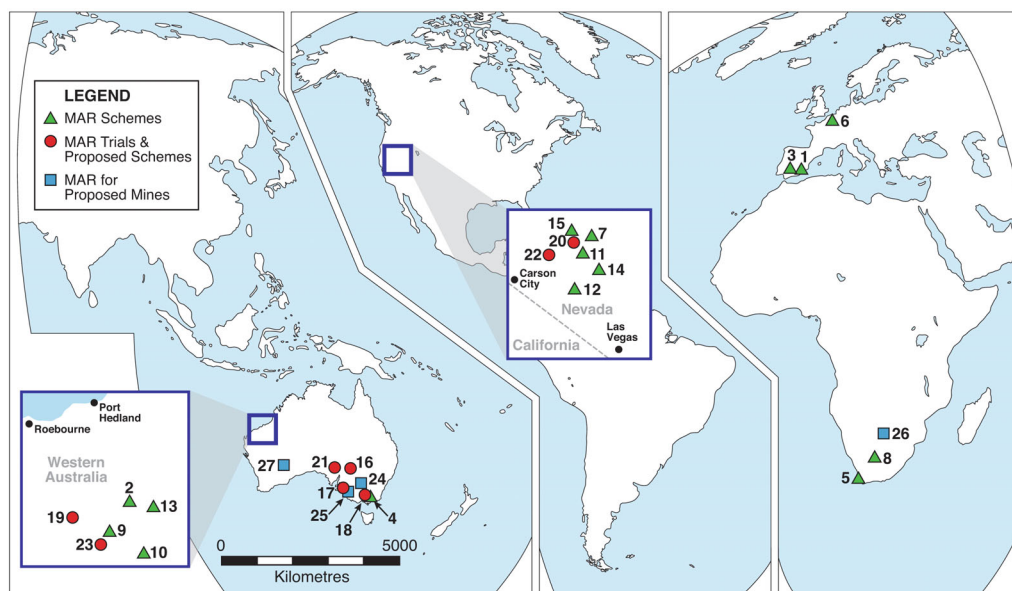 LEGEND
MAR Schemes
MAR Trials &
Proposed Schemes
MAR for
Proposed Mines
6
3 1
15
7
20
22
11
14
12
Carson
City
Nevada
California
Las
Vegas
26
8
5
Port
Hedland
Roebourne
Western
Australia
2
13
19
9
23
10
27
21
16
24
17
25
18
4
0 5000
Kilometres